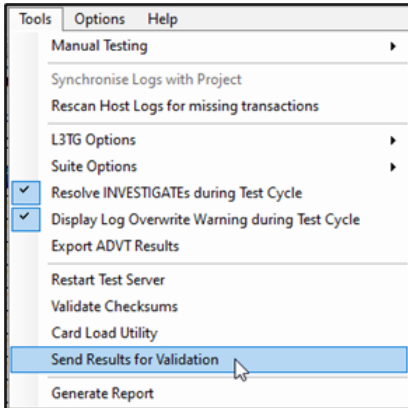 Tools Options Help
Manual Testing
Synchronise Logs with Project
Rescan Host Logs for missing transactions
L3TG Options
Suite Options
Resolve INVESTIGATEs during Test Cycle
Display Log Overwrite Warning during Test Cycle
Export ADVT Results
Restart Test Server
Validate Checksums
Card Load Utility
Send Results for Validation
Generate Report